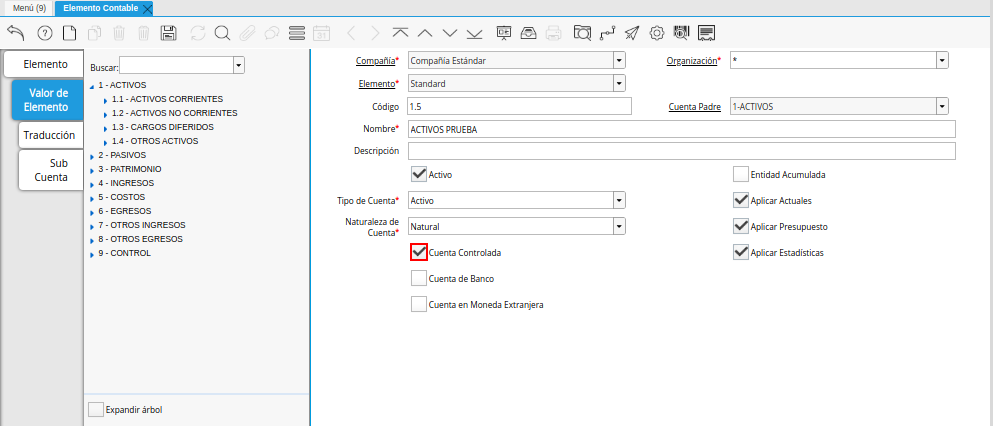 Menú (9) Elemento Contable
Elemento
Valor de
Elemento
Traducción
Sub
Cuenta
Buscar:
1 - ACTIVOS
1.1 - ACTIVOS CORRIENTES
1.2 - ACTIVOS NO CORRIENTES
1.3 - CARGOS DIFERIDOS
1.4 - OTROS ACTIVOS
2 - PASIVOS
3 - PATRIMONIO
4 - INGRESOS
5 - COSTOS
6 - EGRESOS
7 - OTROS INGRESOS
8 - OTROS EGRESOS
9 - CONTROL
Expandir árbol
Compañía* Compañía Estándar Organización* *
Elemento* Standard
Código 1.5 Cuenta Padre 1-ACTIVOS
Nombre* ACTIVOS PRUEBA
Descripción
Activo Entidad Acumulada
Tipo de Cuenta* Activo Aplicar Actuales
Naturaleza de
Cuenta* Natural Aplicar Presupuesto
Cuenta Controlada Aplicar Estadísticas
Cuenta de Banco
Cuenta en Moneda Extranjera